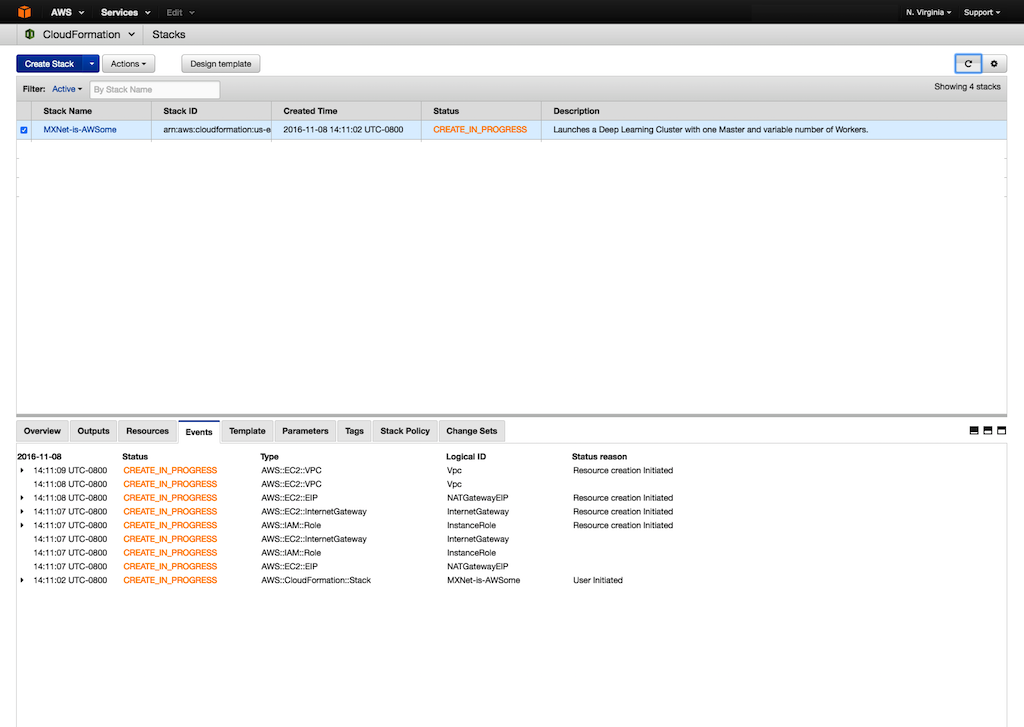 AWS Services Edit N. Virginia Support
CloudFormation Stacks
Create Stack Actions Design template
Filter: Active By Stack Name Showing 4 stacks
Stack Name Stack ID Created Time Status Description
MXNet-is-AWSome arn:aws:cloudformation:us-e 2016-11-08 14:11:02 UTC-0800 CREATE_IN_PROGRESS Launches a Deep Learning Cluster with one Master and variable number of Workers.
Overview Outputs Resources Events Template Parameters Tags Stack Policy Change Sets
2016-11-08 Status Type Logical ID Status reason
14:11:09 UTC-0800 CREATE_IN_PROGRESS AWS::EC2::VPC Vpc Resource creation Initiated
14:11:08 UTC-0800 CREATE_IN_PROGRESS AWS::EC2::VPC Vpc
14:11:08 UTC-0800 CREATE_IN_PROGRESS AWS::EC2::EIP NATGatewayEIP Resource creation Initiated
14:11:07 UTC-0800 CREATE_IN_PROGRESS AWS::EC2::InternetGateway InternetGateway Resource creation Initiated
14:11:07 UTC-0800 CREATE_IN_PROGRESS AWS::IAM::Role InstanceRole Resource creation Initiated
14:11:07 UTC-0800 CREATE_IN_PROGRESS AWS::EC2::InternetGateway InternetGateway
14:11:07 UTC-0800 CREATE_IN_PROGRESS AWS::IAM::Role InstanceRole
14:11:07 UTC-0800 CREATE_IN_PROGRESS AWS::EC2::EIP NATGatewayEIP
14:11:02 UTC-0800 CREATE_IN_PROGRESS AWS::CloudFormation::Stack MXNet-is-AWSome User Initiated